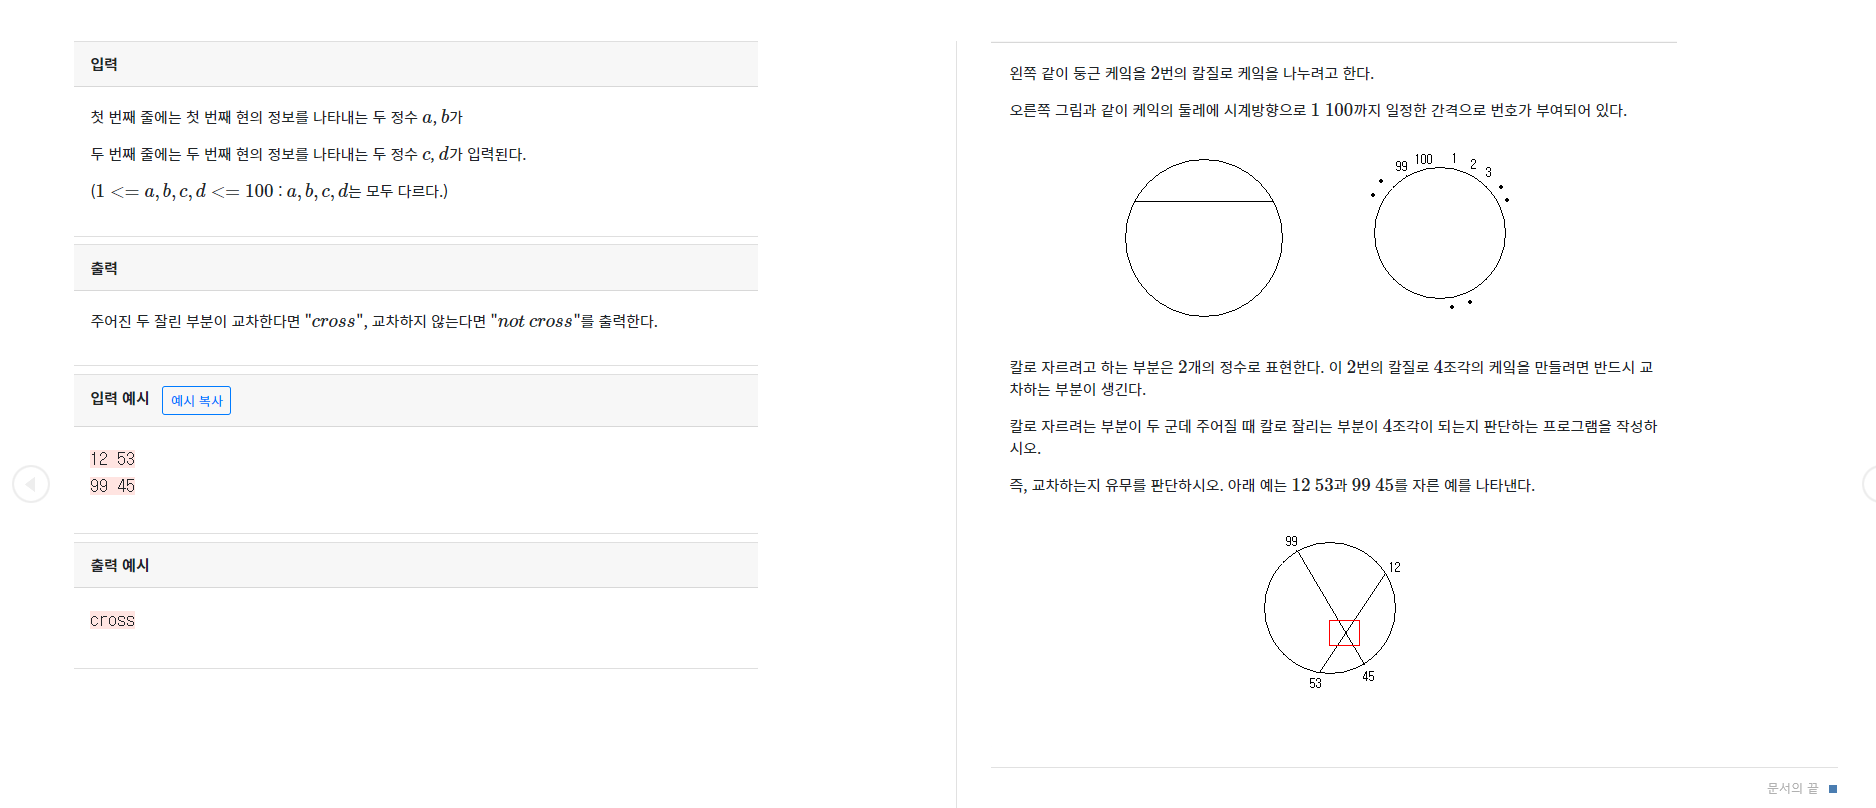 입력
첫 번째 줄에는 첫 번째 현의 정보를 나타내는 두 정수 a, b가
두 번째 줄에는 두 번째 현의 정보를 나타내는 두 정수 c, d가 입력된다.
(1 <= a, b, c, d <= 100 : a, b, c, d는 모두 다르다.)
출력
주어진 두 잘린 부분이 교차한다면 "cross", 교차하지 않는다면 "not cross"를 출력한다.
입력 예시 예시 복사
12 53
99 45
출력 예시
cross
왼쪽 같이 둥근 케익을 2번의 칼질로 케익을 나누려고 한다.
오른쪽 그림과 같이 케익의 둘레에 시계방향으로 1 100까지 일정한 간격으로 번호가 부여되어 있다.
99 100 1 2 3
칼로 자르려고 하는 부분은 2개의 정수로 표현한다. 이 2번의 칼질로 4조각의 케익을 만들려면 반드시 교
차하는 부분이 생긴다.
칼로 자르려는 부분이 두 군데 주어질 때 칼로 잘리는 부분이 4조각이 되는지 판단하는 프로그램을 작성하
시오.
즉, 교차하는지 유무를 판단하시오. 아래 예는 12 53과 99 45를 자른 예를 나타낸다.
99
12
53
45
문서의 끝